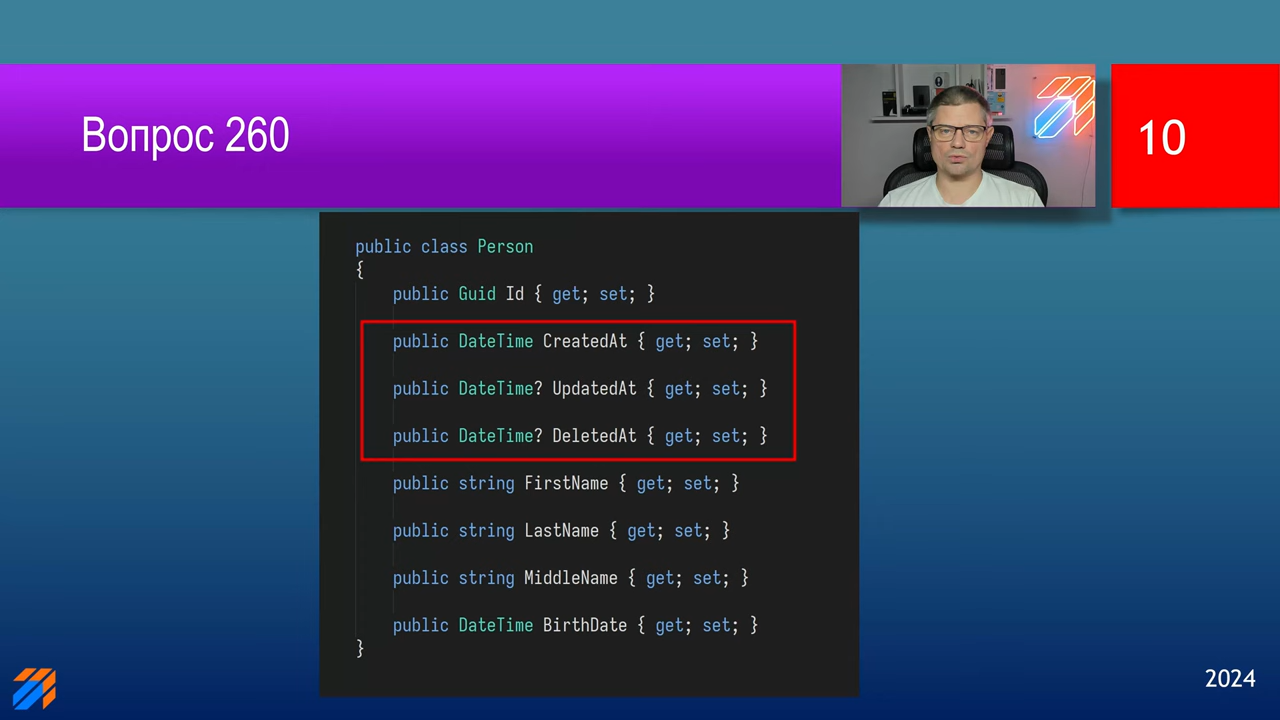 Вопрос 260
10
public class Person
{
public Guid Id { get; set; }
public DateTime CreatedAt { get; set; }
public DateTime? UpdatedAt { get; set; }
public DateTime? DeletedAt { get; set; }
public string FirstName { get; set; }
public string LastName { get; set; }
public string MiddleName { get; set; }
public DateTime BirthDate { get; set; }
}
2024